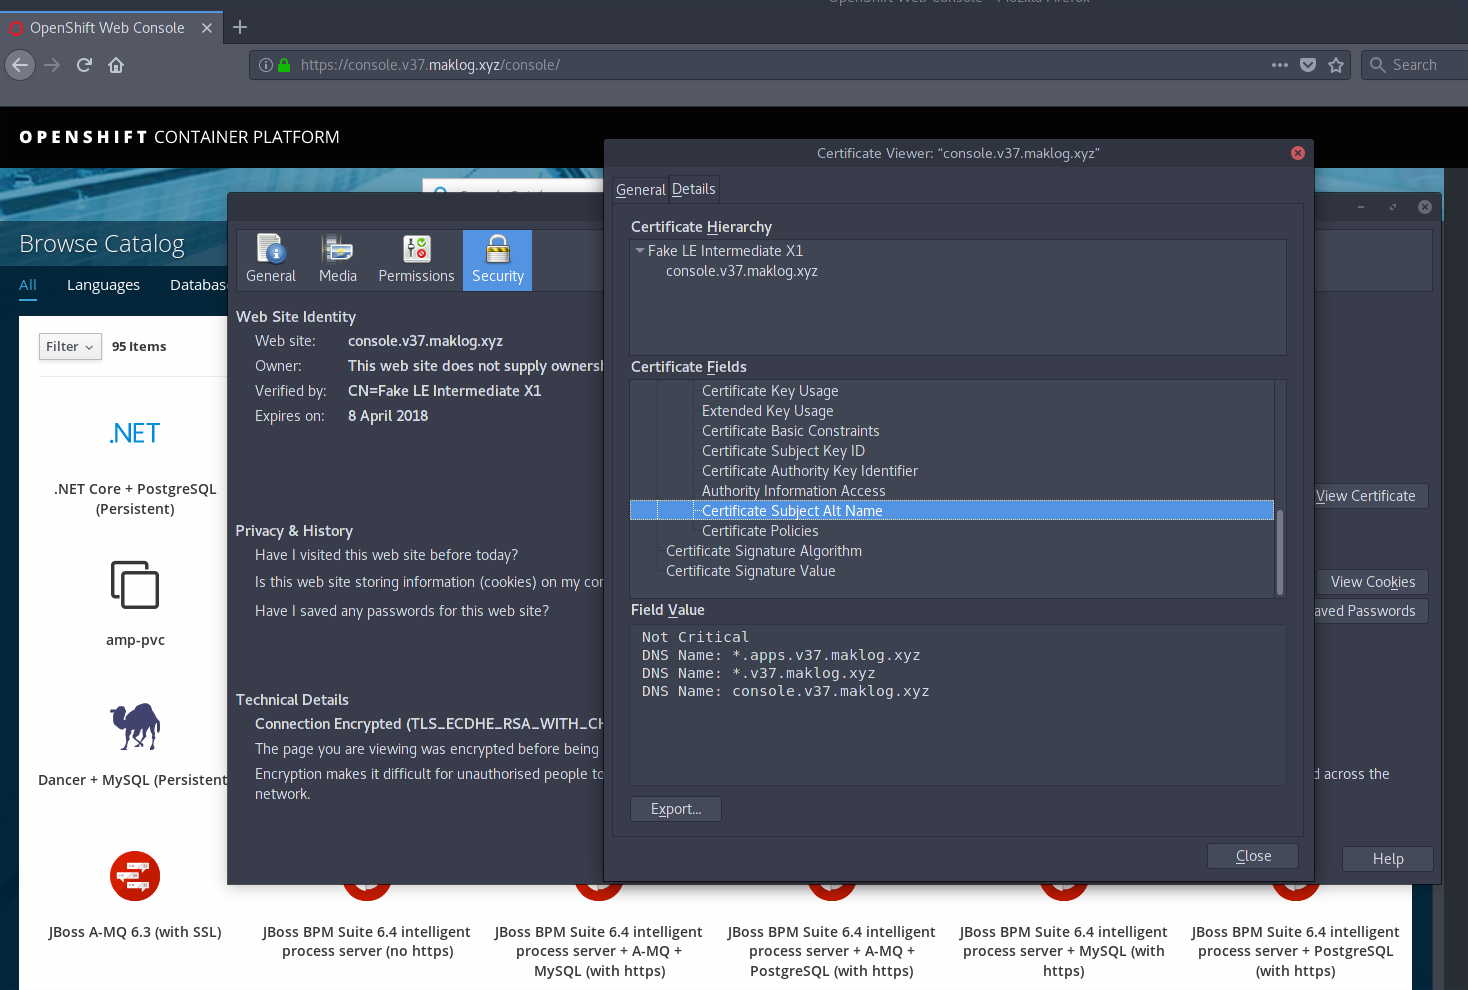 OpenShift Web Console - Mozilla Firefox
OpenShift Web Console
https://console.v37.maklog.xyz/console/
Search
OPENSHIFT CONTAINER PLATFORM
Certificate Viewer: “console.v37.maklog.xyz”
General
Details
Browse Catalog
All
Languages
Databas
Filter
95 Items
.NET
.NET Core + PostgreSQL
(Persistent)
amp-pvc
Dancer + MySQL (Persistent
JBoss A-MQ 6.3 (with SSL)
JBoss BPM Suite 6.4 intelligent
process server (no https)
JBoss BPM Suite 6.4 intelligent
process server + A-MQ +
MySQL (with https)
JBoss BPM Suite 6.4 intelligent
process server + A-MQ +
PostgreSQL (with https)
JBoss BPM Suite 6.4 intelligent
process server + MySQL (with
https)
JBoss BPM Suite 6.4 intelligent
process server + PostgreSQL
(with https)
General
Media
Permissions
Security
Web Site Identity
Web site: console.v37.maklog.xyz
Owner: This web site does not supply ownersh
Verified by: CN=Fake LE Intermediate X1
Expires on: 8 April 2018
View Certificate
Privacy & History
Have I visited this web site before today?
Is this web site storing information (cookies) on my cor
View Cookies
Have I saved any passwords for this web site?
aved Passwords
Technical Details
Connection Encrypted (TLS_ECDHE_RSA_WITH_CH
The page you are viewing was encrypted before being
Encryption makes it difficult for unauthorised people to
d across the
network.
Help
Certificate Hierarchy
Fake LE Intermediate X1
console.v37.maklog.xyz
Certificate Fields
Certificate Key Usage
Extended Key Usage
Certificate Basic Constraints
Certificate Subject Key ID
Certificate Authority Key Identifier
Authority Information Access
Certificate Subject Alt Name
Certificate Policies
Certificate Signature Algorithm
Certificate Signature Value
Field Value
Not Critical
DNS Name: *.apps.v37.maklog.xyz
DNS Name: *.v37.maklog.xyz
DNS Name: console.v37.maklog.xyz
Export...
Close